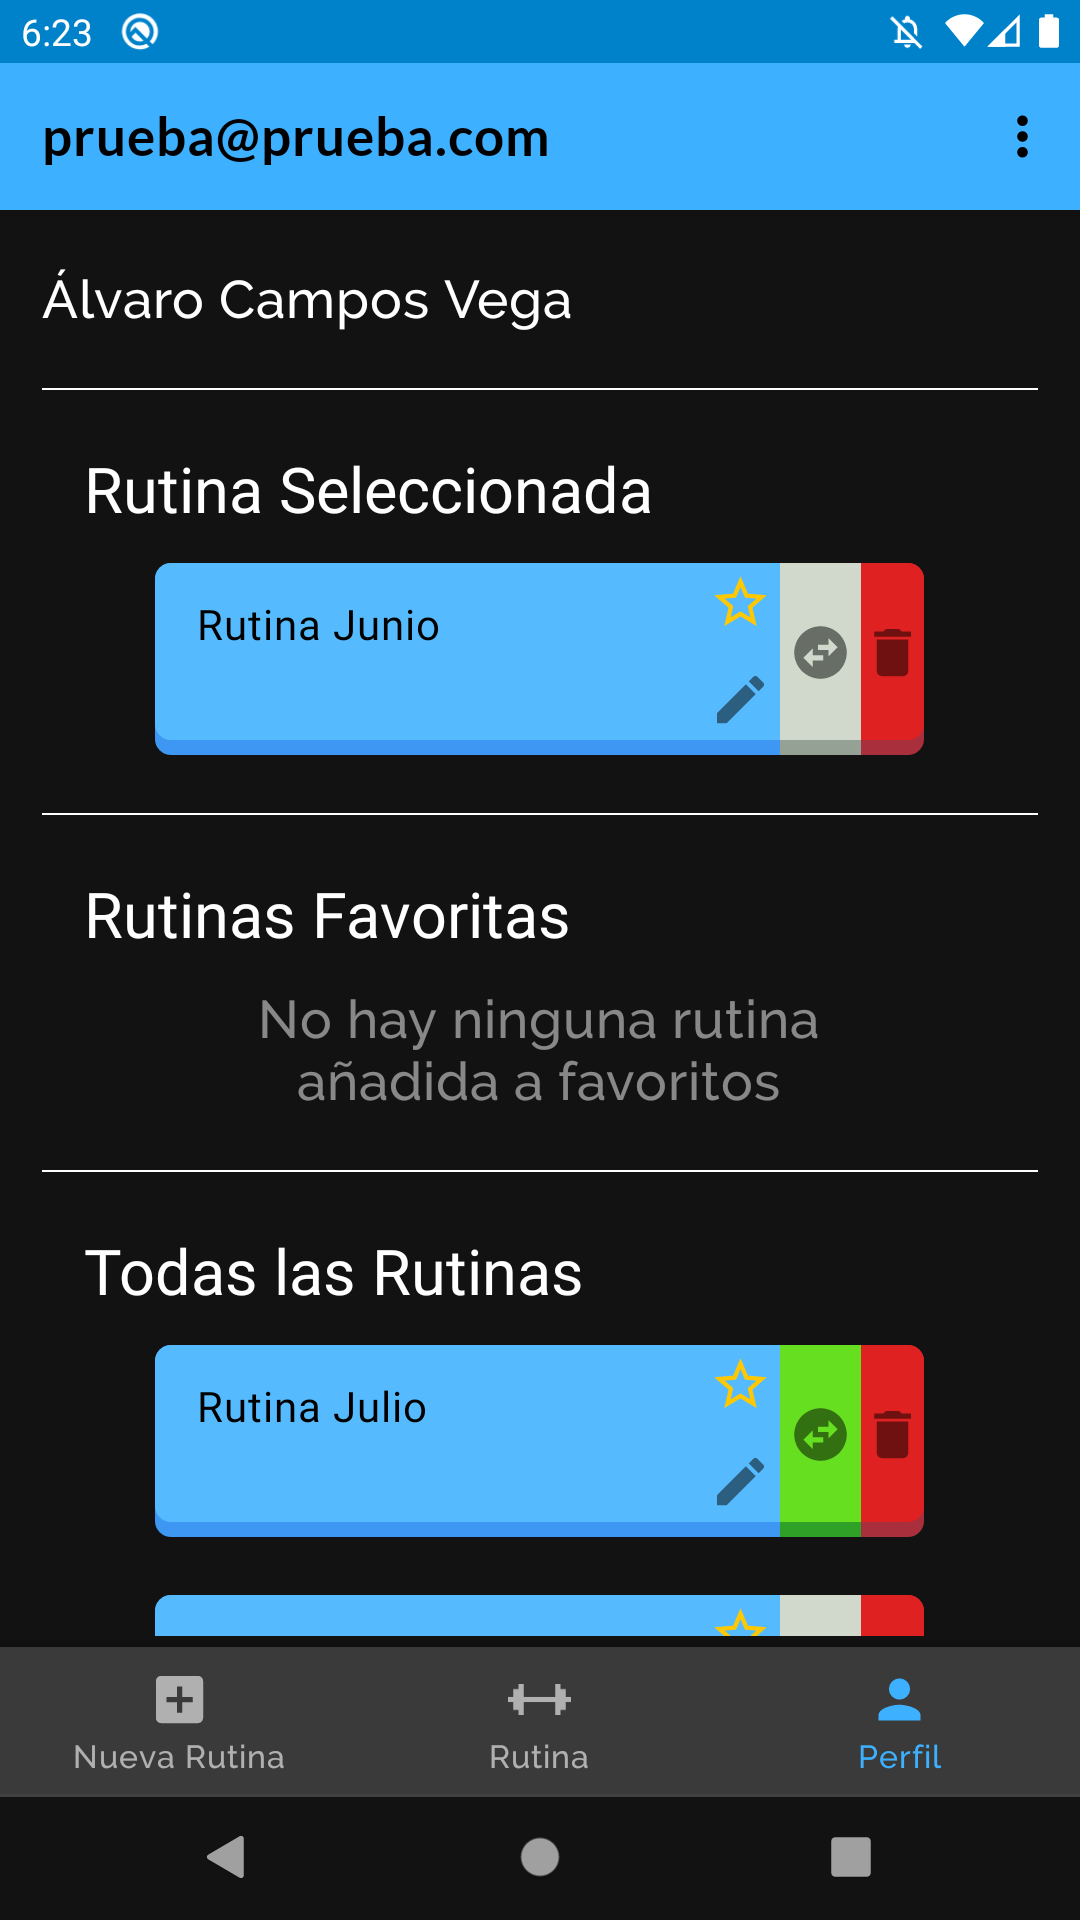 6:23
prueba@prueba.com
Álvaro Campos Vega
Rutina Seleccionada
Rutina Junio
Rutinas Favoritas
No hay ninguna rutina
añadida a favoritos
Todas las Rutinas
Rutina Julio
Nueva Rutina
Rutina
Perfil